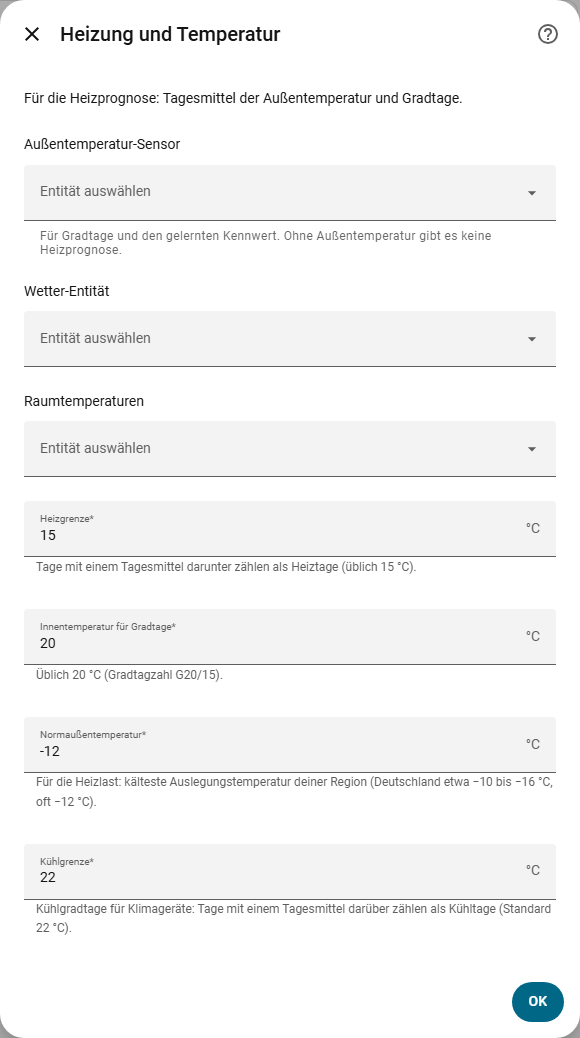 Heizung und Temperatur
Für die Heizprognose: Tagesmittel der Außentemperatur und Gradtage.
Außentemperatur-Sensor
Entität auswählen
Für Gradtage und den gelernten Kennwert. Ohne Außentemperatur gibt es keine
Heizprognose.
Wetter-Entität
Entität auswählen
Raumtemperaturen
Entität auswählen
Heizgrenze*
15 °C
Tage mit einem Tagesmittel darunter zählen als Heiztage (üblich 15 °C).
Innentemperatur für Gradtage*
20 °C
Üblich 20 °C (Gradtagzahl G20/15).
Normaußentemperatur*
-12 °C
Für die Heizlast: kälteste Auslegungstemperatur deiner Region (Deutschland etwa −10 bis −16 °C,
oft −12 °C).
Kühlgrenze*
22 °C
Kühlgradtage für Klimageräte: Tage mit einem Tagesmittel darüber zählen als Kühltage (Standard
22 °C).
OK